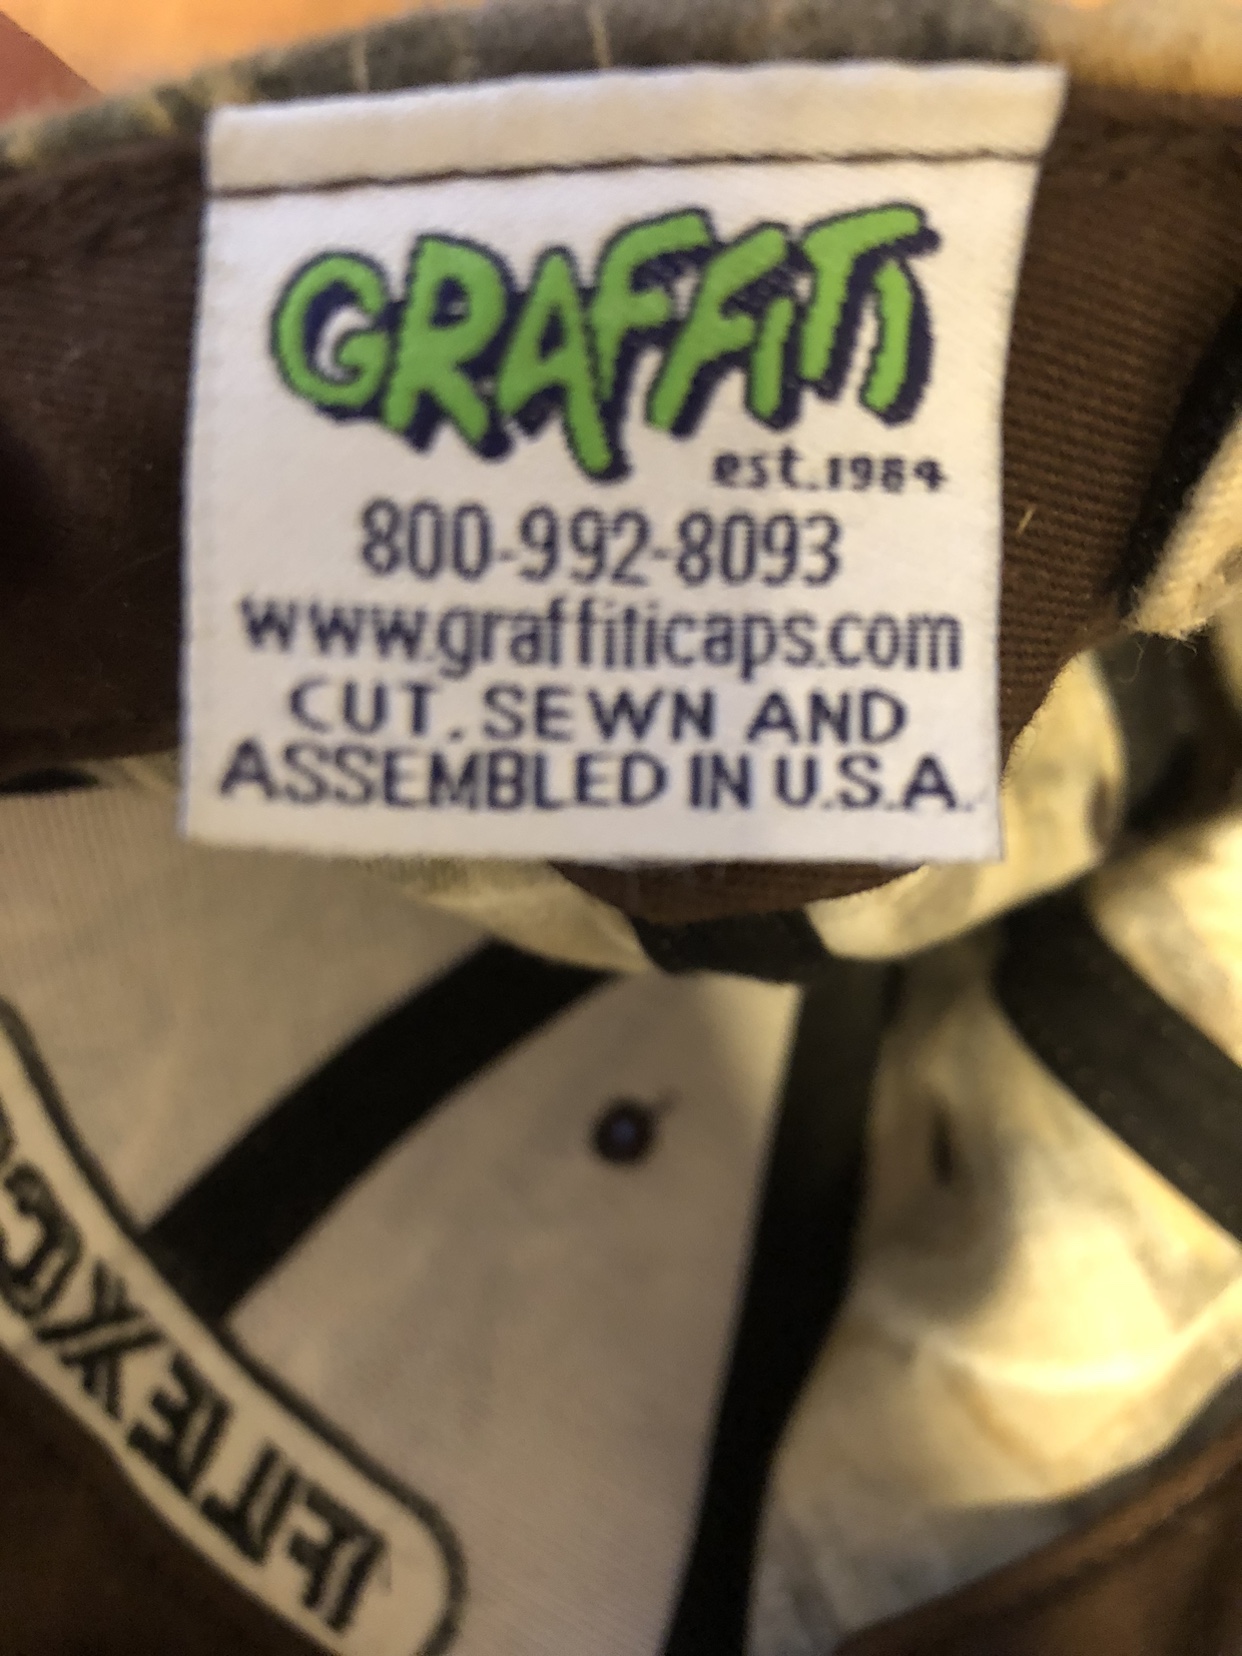 GRAFFITI
est.1984
800-992-8093
www.graffiticaps.com
CUT, SEWN AND
ASSEMBLED IN U.S.A.